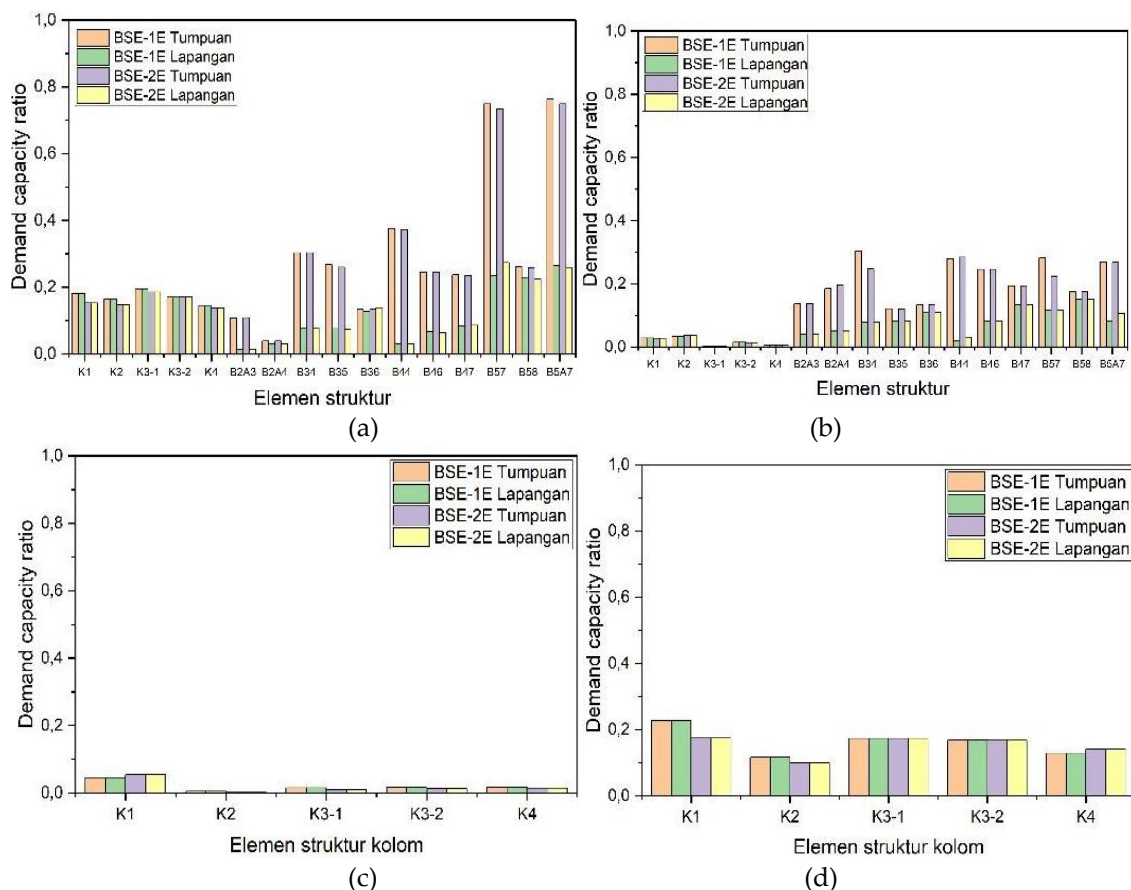 1,0
0,8
0,6
0,4
0,2
0,0
Demand capacity ratio
BSE-1E Tumpuan
BSE-1E Lapangan
BSE-2E Tumpuan
BSE-2E Lapangan
K1 K2 K3-1 K3-2 K4 B2A3 B2A4 B34 B35 B36 B44 B46 B47 B57 B58 B5A7
Elemen struktur
(a)
1,0
0,8
0,6
0,4
0,2
0,0
Demand capacity ratio
BSE-1E Tumpuan
BSE-1E Lapangan
BSE-2E Tumpuan
BSE-2E Lapangan
K1 K2 K3-1 K3-2 K4 B2A3 B2A4 B34 B35 B36 B44 B46 B47 B57 B58 B5A7
Elemen struktur
(b)
1,0
0,8
0,6
0,4
0,2
0,0
Demand capacity ratio
BSE-1E Tumpuan
BSE-1E Lapangan
BSE-2E Tumpuan
BSE-2E Lapangan
K1 K2 K3-1 K3-2 K4
Elemen struktur kolom
(c)
1,0
0,8
0,6
0,4
0,2
0,0
Demand capacity ratio
BSE-1E Tumpuan
BSE-1E Lapangan
BSE-2E Tumpuan
BSE-2E Lapangan
K1 K2 K3-1 K3-2 K4
Elemen struktur kolom
(d)